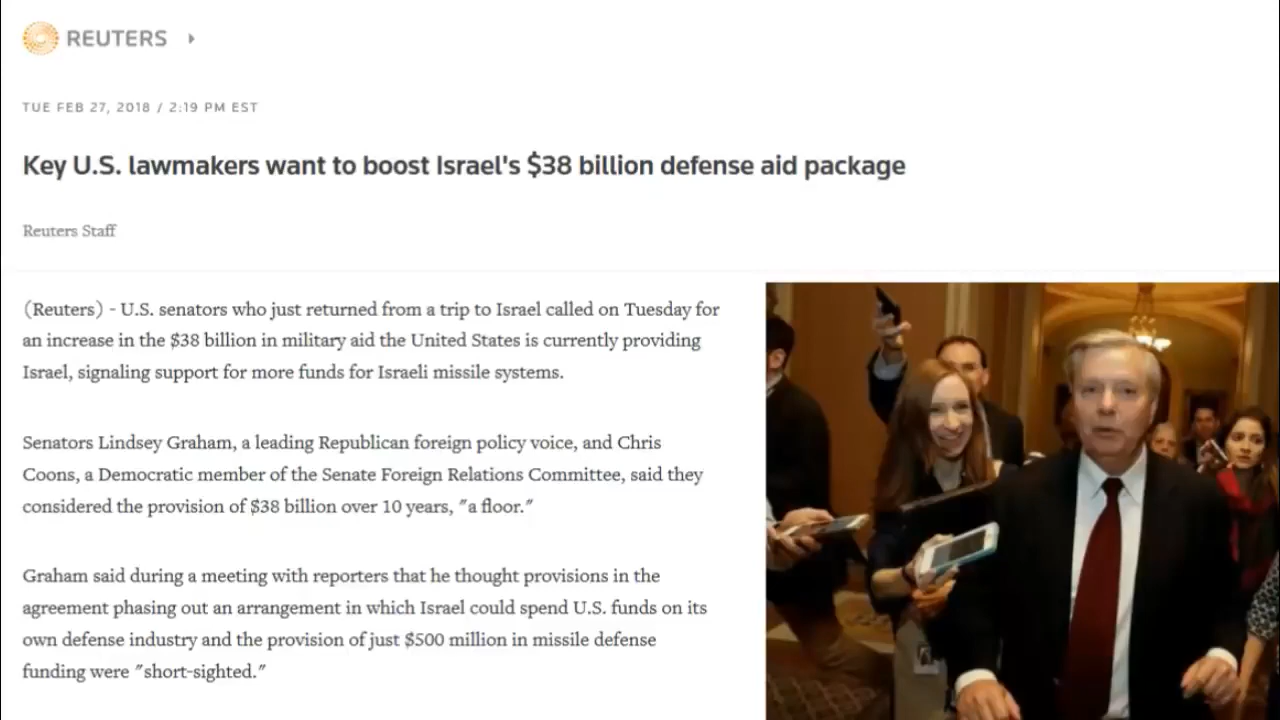 REUTERS
TUE FEB 27, 2018 / 2:19 PM EST
Key U.S. lawmakers want to boost Israel's $38 billion defense aid package
Reuters Staff
(Reuters) - U.S. senators who just returned from a trip to Israel called on Tuesday for
an increase in the $38 billion in military aid the United States is currently providing
Israel, signaling support for more funds for Israeli missile systems.
Senators Lindsey Graham, a leading Republican foreign policy voice, and Chris
Coons, a Democratic member of the Senate Foreign Relations Committee, said they
considered the provision of $38 billion over 10 years, "a floor."
Graham said during a meeting with reporters that he thought provisions in the
agreement phasing out an arrangement in which Israel could spend U.S. funds on its
own defense industry and the provision of just $500 million in missile defense
funding were "short-sighted."